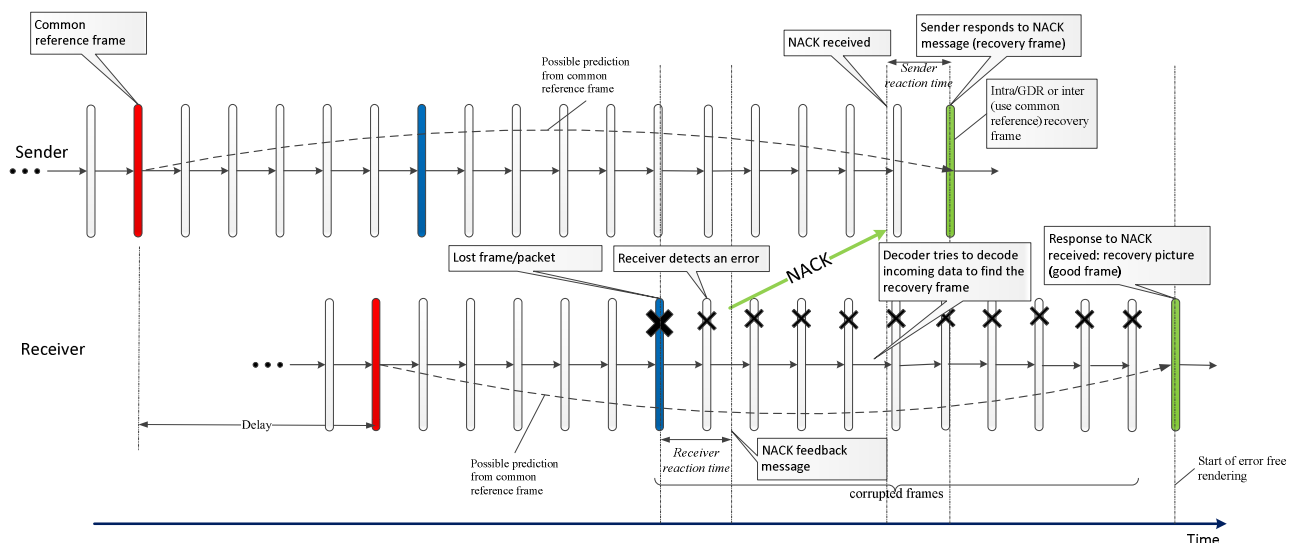 Common
reference frame
NACK received
Sender responds to NACK
message (recovery frame)
Sender
reaction time
Possible prediction
from common
reference frame
Intra/GDR or inter
(use common
reference) recovery
frame
Sender
Lost frame/packet
Receiver detects an error
NACK
Decoder tries to decode
incoming data to find the
recovery frame
Response to NACK
received: recovery picture
(good frame)
Receiver
Delay
Possible prediction
from common
reference frame
Receiver
reaction time
NACK feedback
message
corrupted frames
Start of error free
rendering
Time